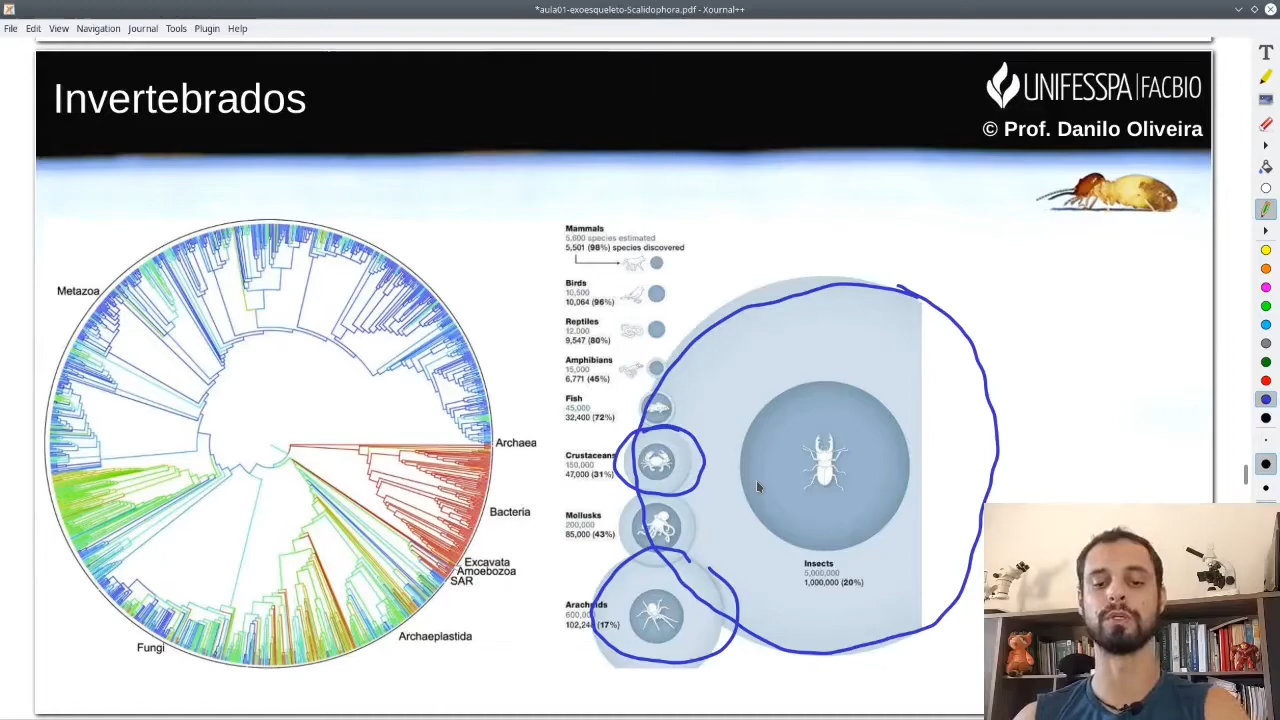 *aula01-exoesqueleto-Scalidophora.pdf - Xournal++
File Edit View Navigation Journal Tools Plugin Help
Invertebrados
UNIFESSPA | FACBIO
© Prof. Danilo Oliveira
Metazoa
Archaea
Bacteria
Excavata
Amoebozoa
SAR
Archaeplastida
Fungi
Mammals
5,600 species estimated
5,501 (98%) species discovered
Birds
10,500
10,064 (96%)
Reptiles
12,000
9,547 (80%)
Amphibians
15,000
6,771 (45%)
Fish
45,000
32,400 (72%)
Crustaceans
150,000
47,000 (31%)
Mollusks
200,000
85,000 (43%)
Arachnids
102,248 (17%)
Insects
5,000,000
1,000,000 (20%)
T